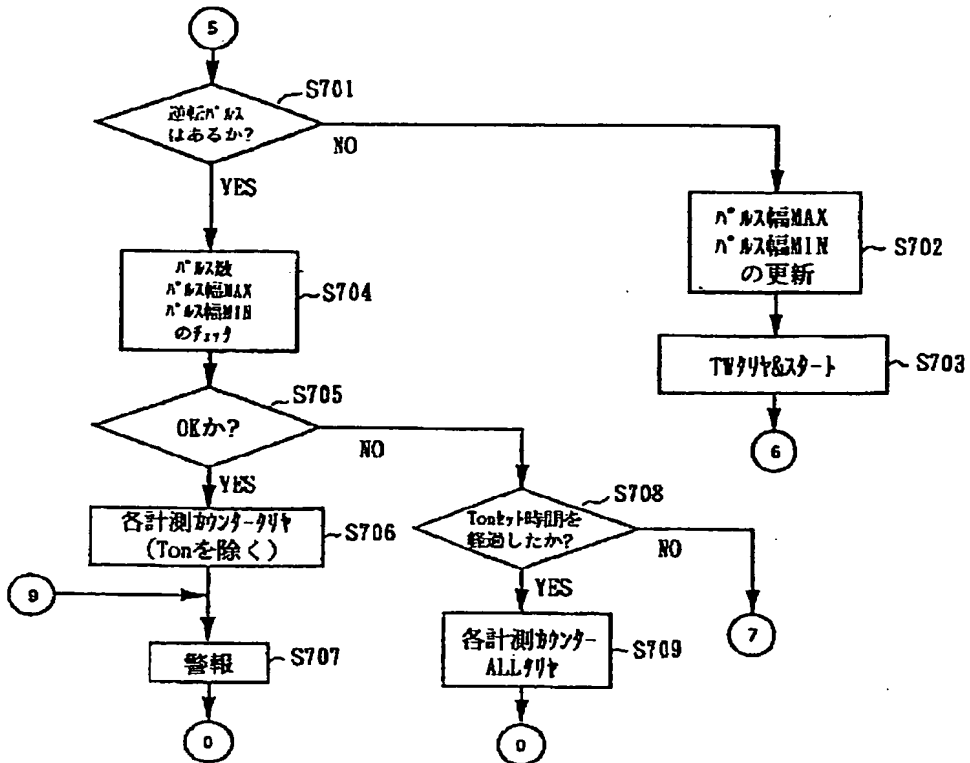 5
S701
逆転パルス
はあるか?
NO
YES
パルス幅MAX
パルス幅MIN
の更新
S702
パルス数
パルス幅MAX
パルス幅MIN
のチェック
S704
TWクリヤ&スタート
S703
S705
OKか?
NO
6
YES
S708
各計測カウンタークリヤ
(Tonを除く)
S706
Tonセット時間を
経過したか?
NO
YES
9
7
警報
S707
各計測カウンター
ALLクリヤ
S709
0
0